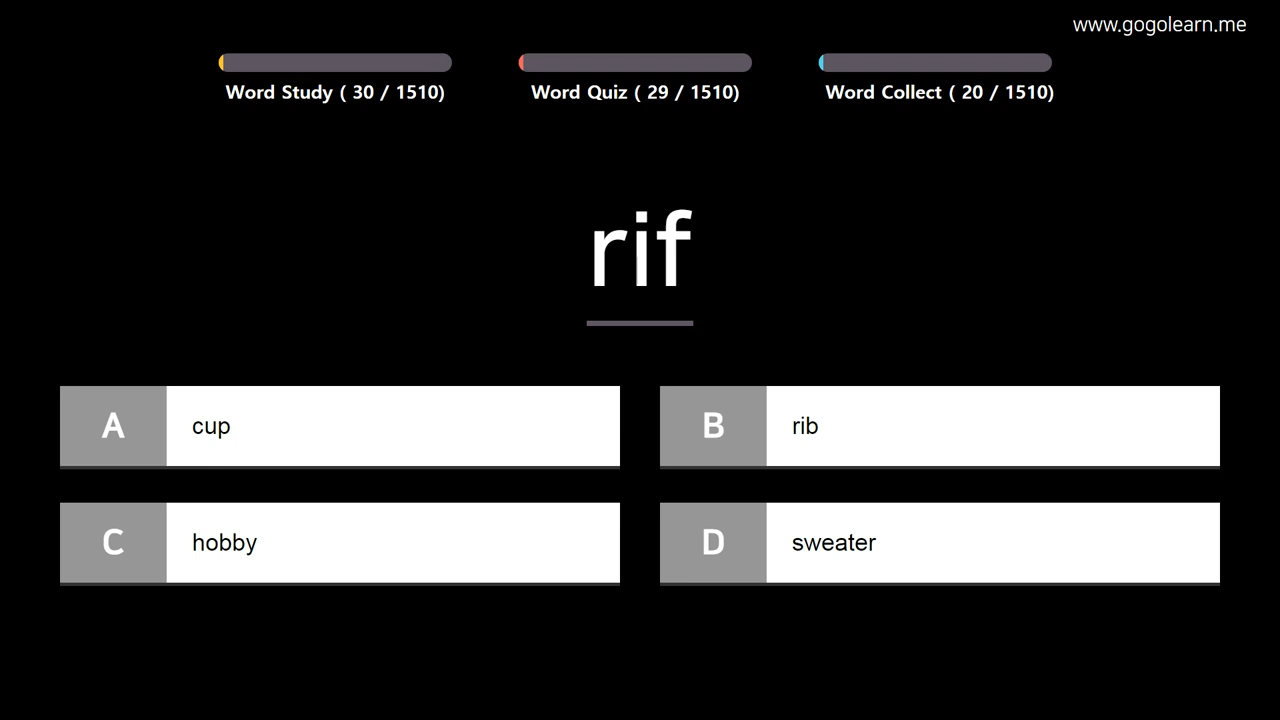 www.gogolearn.me
Word Study ( 30 / 1510)
Word Quiz ( 29 / 1510)
Word Collect ( 20 / 1510)
rif
A cup
B rib
C hobby
D sweater